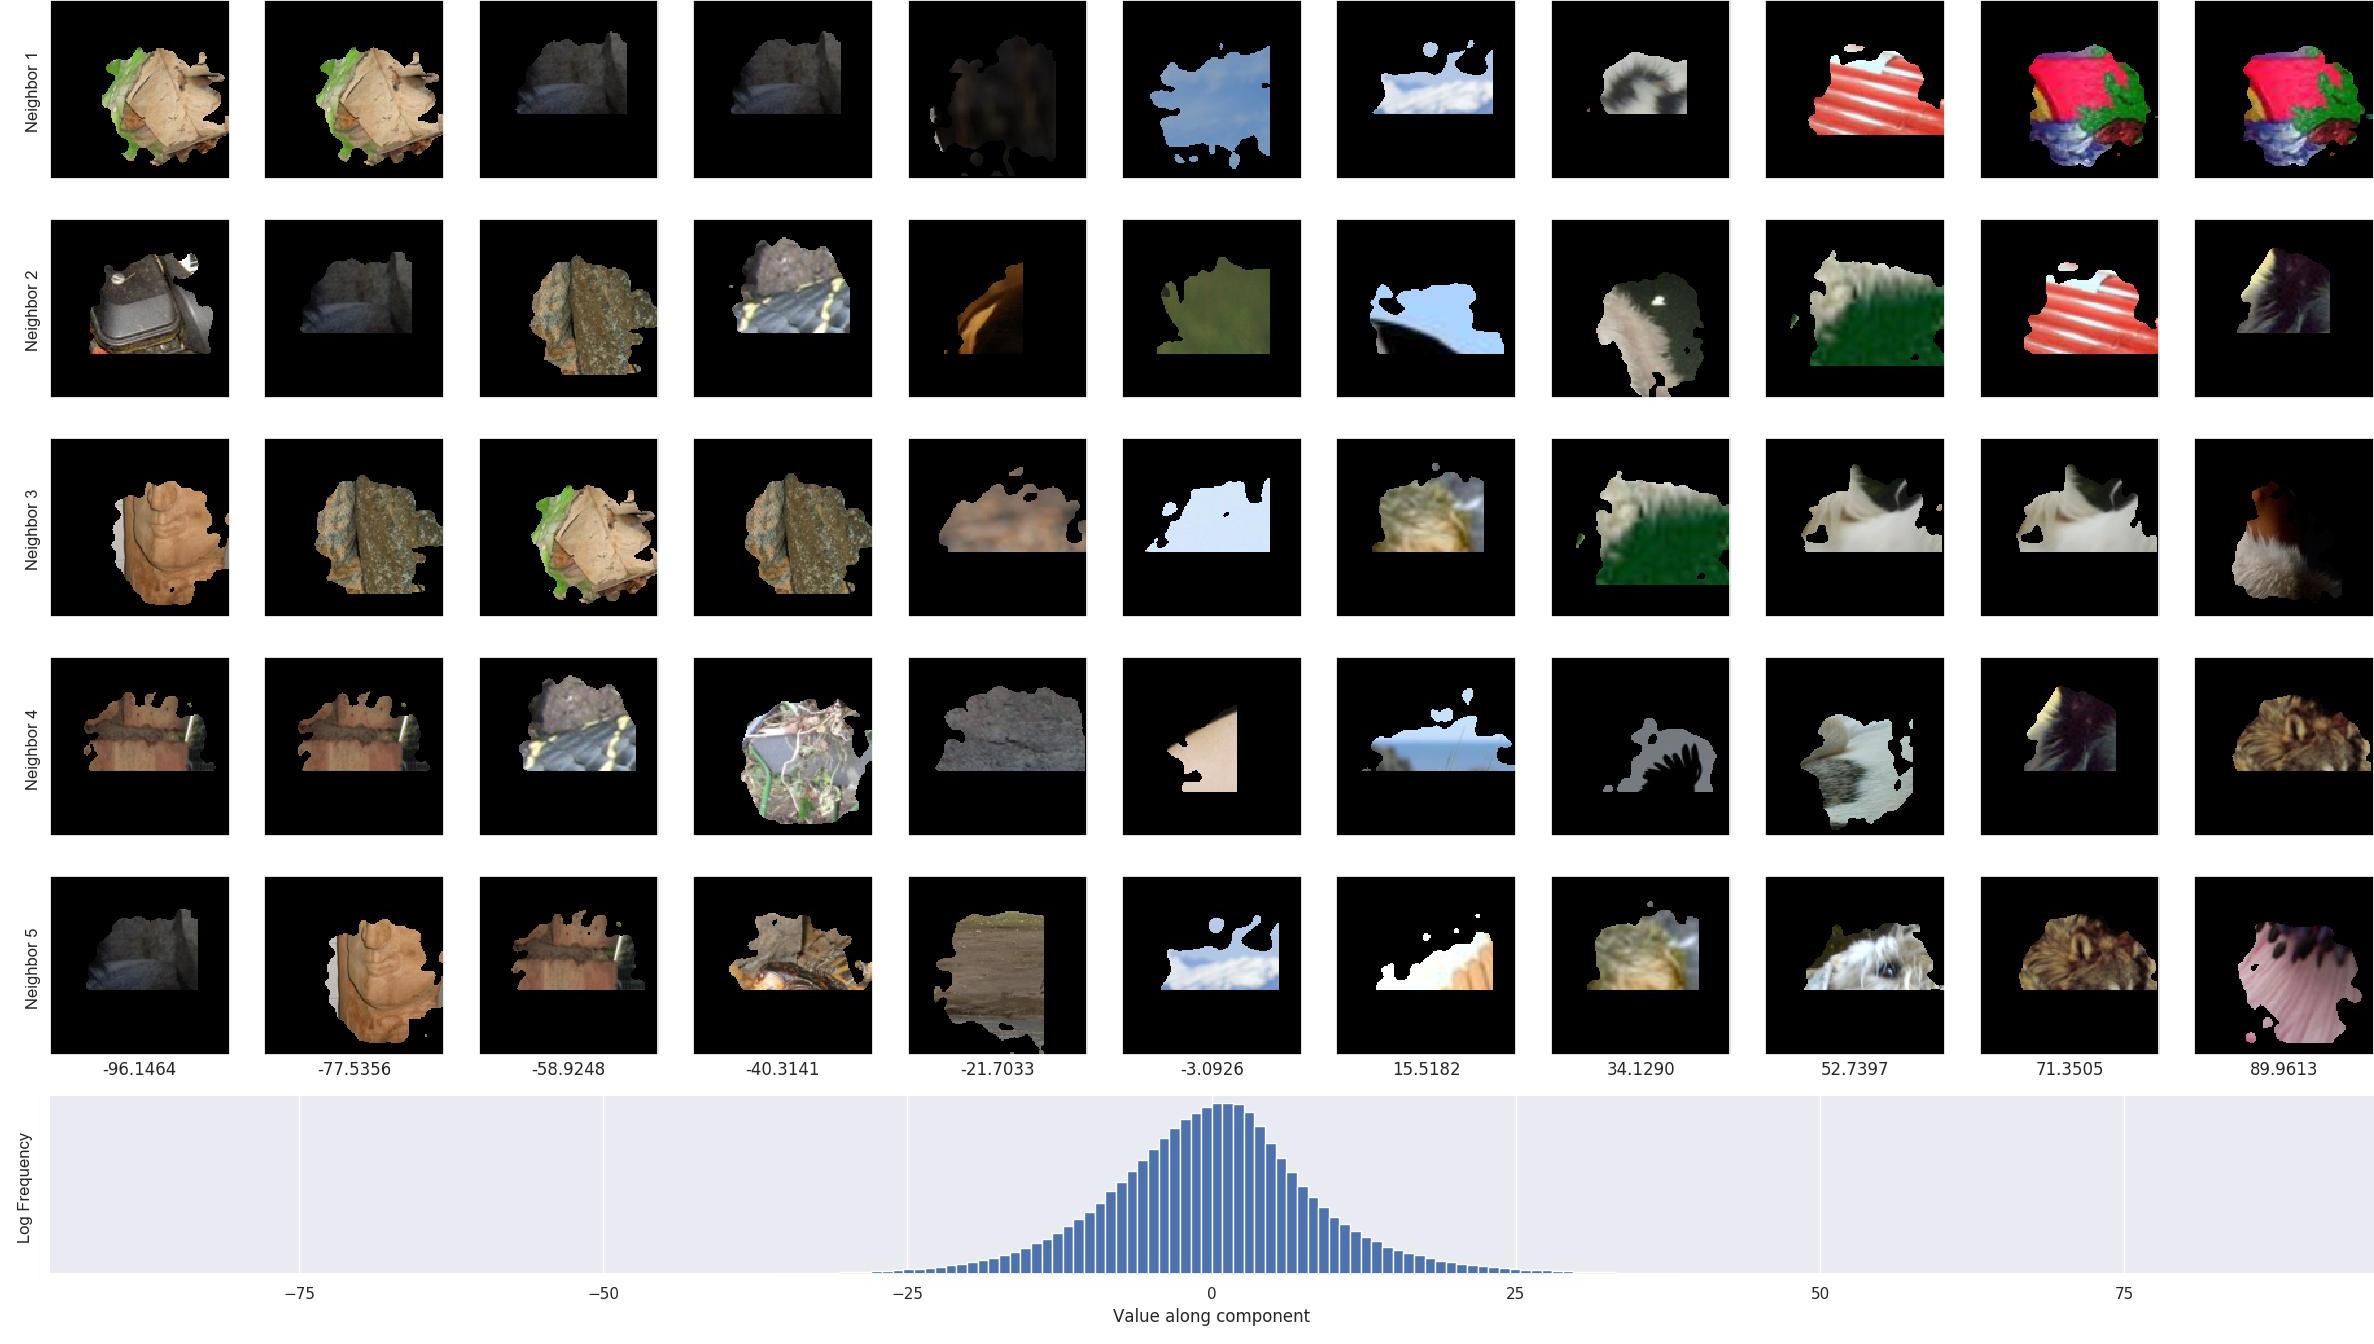 Neighbor 1
Neighbor 2
Neighbor 3
Neighbor 4
Neighbor 5
-96.1464 -77.5356 -58.9248 -40.3141 -21.7033 -3.0926 15.5182 34.1290 52.7397 71.3505 89.9613
Log Frequency
−75 −50 −25 0 25 50 75
Value along component